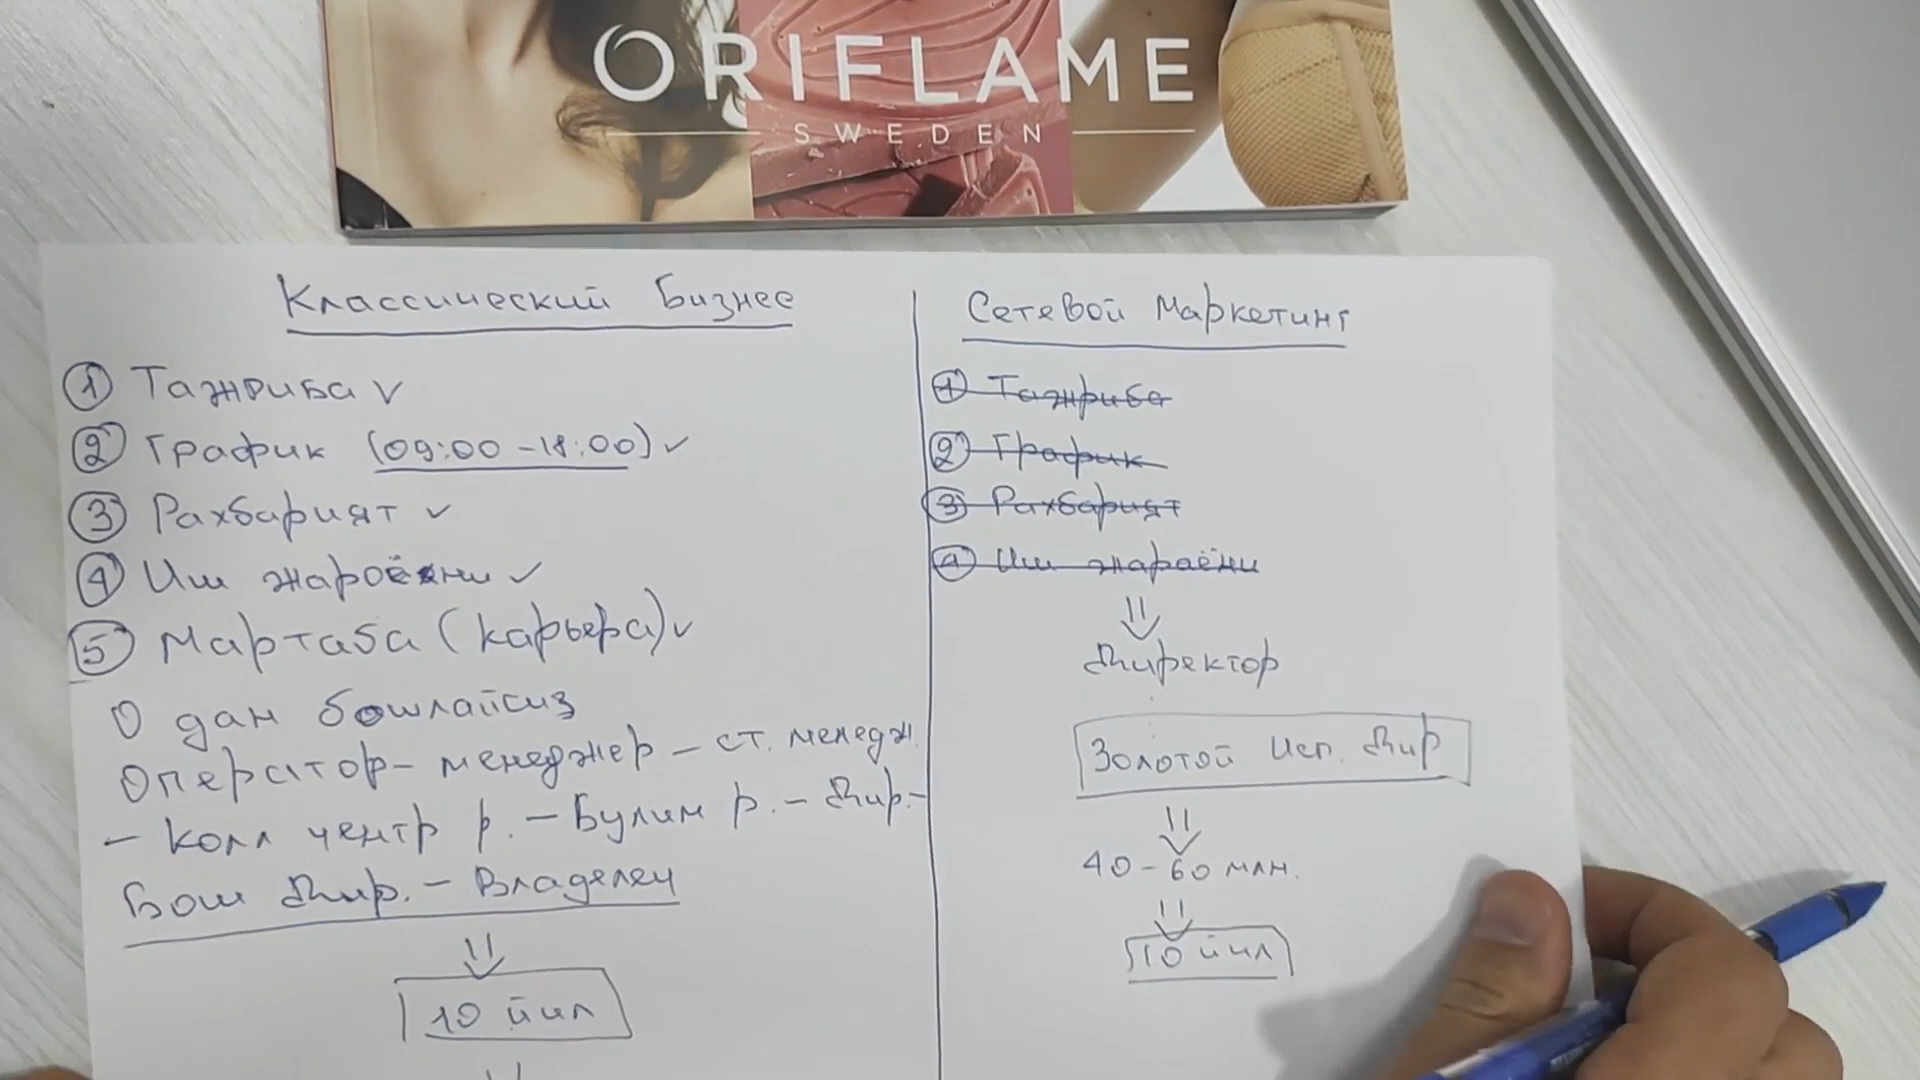 ORIFLAME
SWEDEN
Классический Бизнес
① Тажриба ✓
② График (09:00 - 18:00) ✓
③ Рахбарият ✓
④ Иш жароёни ✓
⑤ Мартаба (карьера) ✓
0 дан бошлайсиз
Оператор - менеджер - ст. менедж.
- Колл центр р. - Булим р. - Дир. -
Бош Дир. - Владелец
10 йил
Сетевой Маркетинг
① Тажриба
② График
③ Рахбарият
④ Иш жараёни
Директор
Золотой Исп. Дир
40 - 60 млн.
10 йил